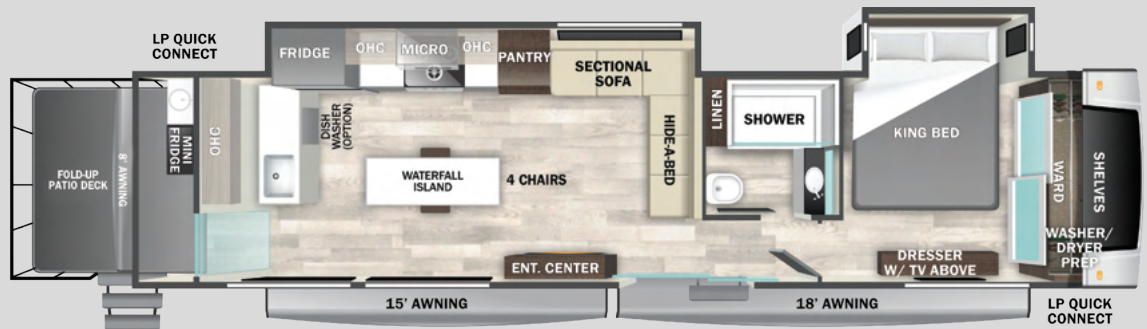 LP QUICK
CONNECT
FRIDGE
OHC
MICRO
OHC
PANTRY
SECTIONAL
SOFA
HIDE-A-BED
LINEN
SHOWER
KING BED
FOLD-UP
PATIO DECK
8' AWNING
MINI
FRIDGE
OHC
DISH
WASHER
(OPTION)
WATERFALL
ISLAND
4 CHAIRS
ENT. CENTER
DRESSER
W/ TV ABOVE
WARD
SHELVES
WASHER/
DRYER
PREP
15' AWNING
18' AWNING
LP QUICK
CONNECT